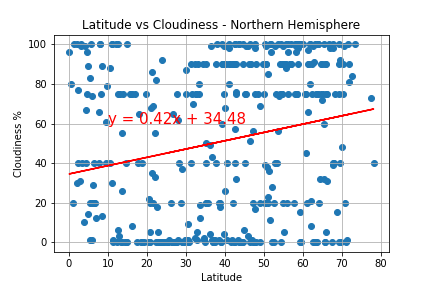 Latitude vs Cloudiness - Northern Hemisphere
100
80
60
40
20
0
Cloudiness %
y = 0.42x + 34.48
0 10 20 30 40 50 60 70 80
Latitude